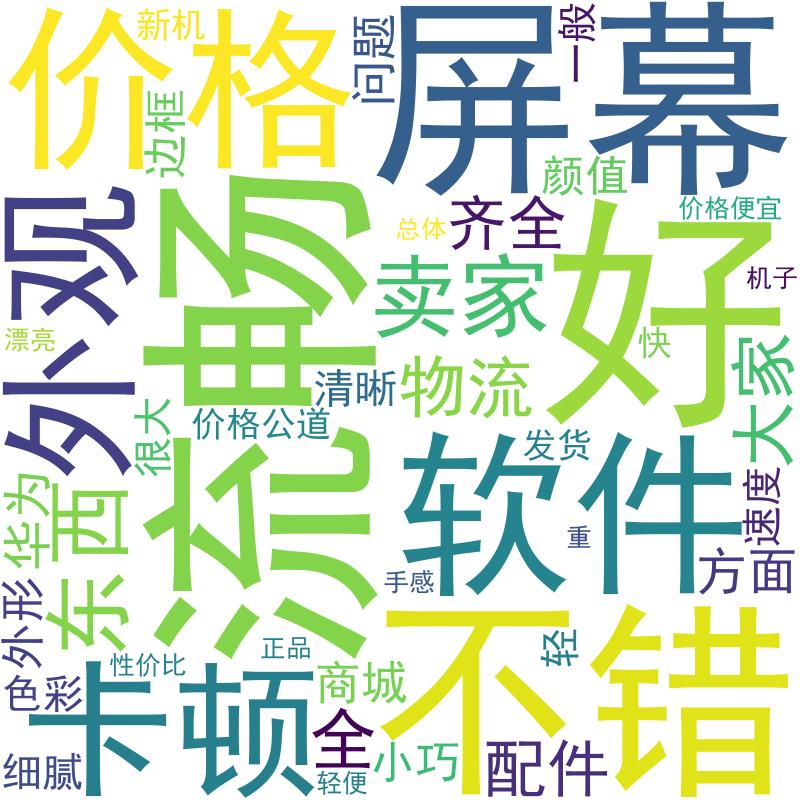 价格
新机
问题
一般
屏幕
边框
颜值
价格便宜
外观
流畅
总体
齐全
好
机子
漂亮
卖家
快
大家
清晰
物流
很大
价格公道
软件
发货
华为
东西
速度
重
方面
外形
手感
不错
轻
正品
性价比
色彩
卡顿
商城
全
小巧
配件
细腻
轻便